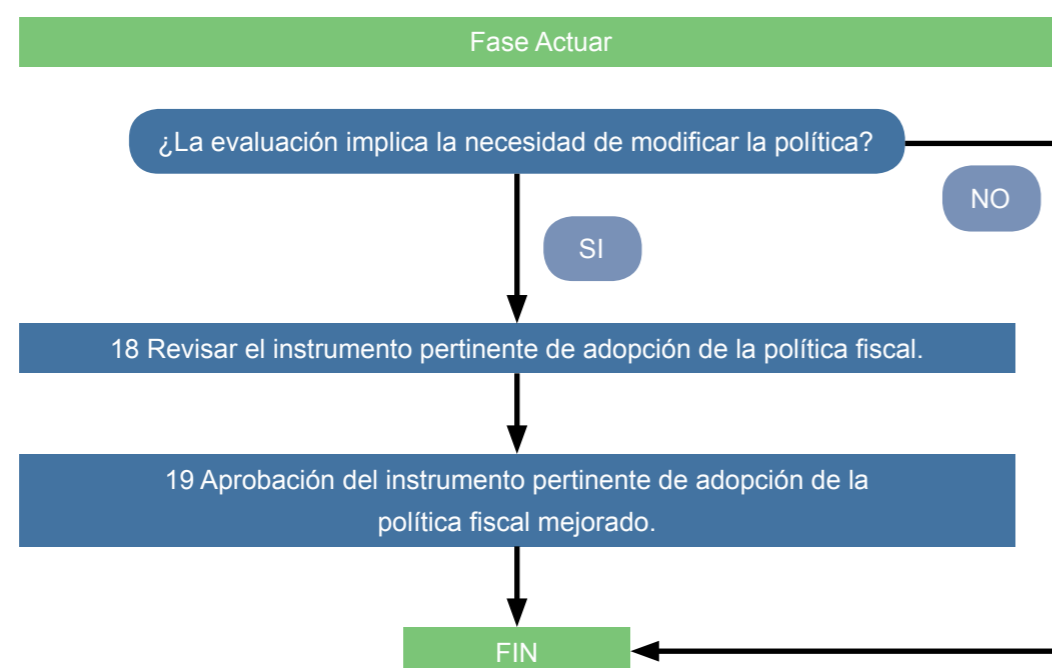 Fase Actuar
¿La evaluación implica la necesidad de modificar la política?
NO
SI
18 Revisar el instrumento pertinente de adopción de la política fiscal.
19 Aprobación del instrumento pertinente de adopción de la
política fiscal mejorado.
FIN